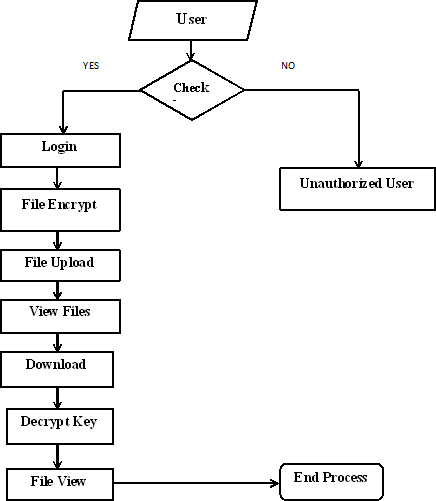 User
YES
NO
Check
-
Login
Unauthorized User
File Encrypt
File Upload
View Files
Download
Decrypt Key
File View
End Process